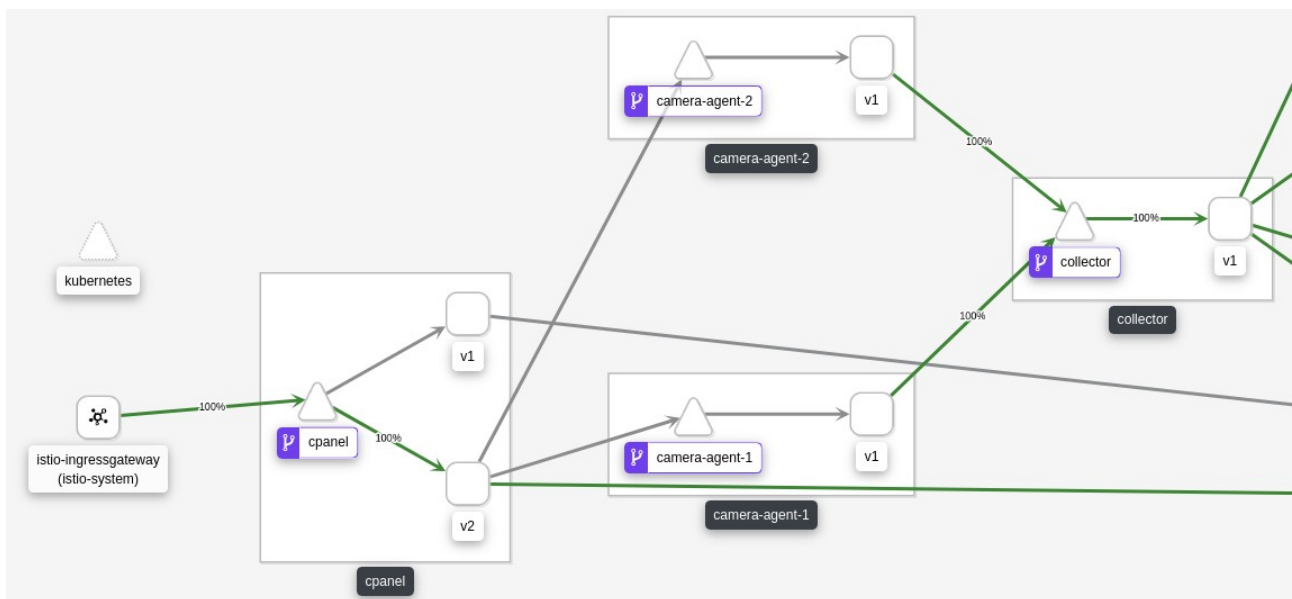 camera-agent-2
v1
camera-agent-2
100%
100%
collector
v1
collector
kubernetes
v1
100%
100%
istio-ingressgateway
(istio-system)
cpanel
100%
v2
cpanel
camera-agent-1
v1
camera-agent-1